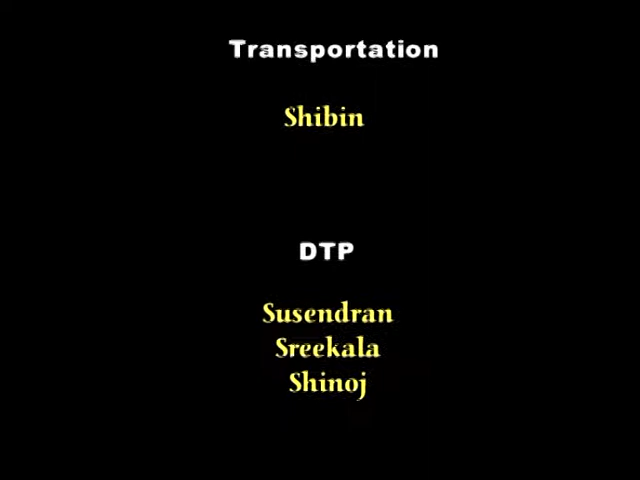 Transportation
Shibin
DTP
Susendran
Sreekala
Shinoj